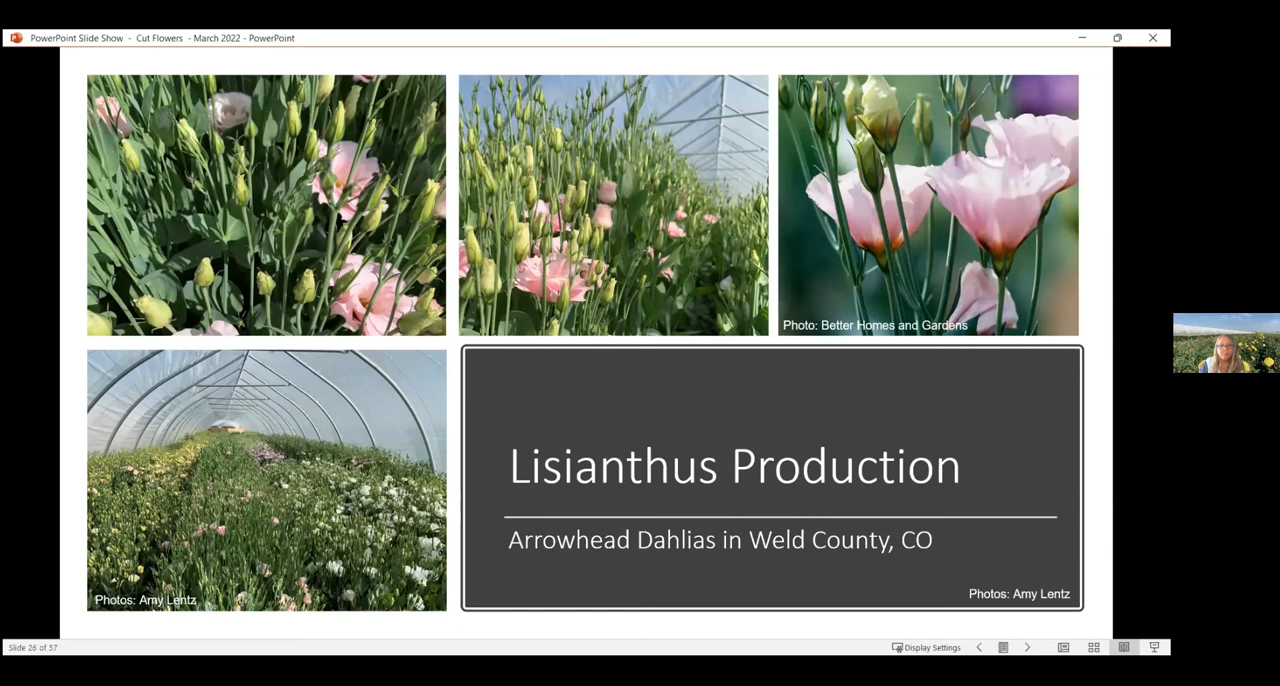 PowerPoint Slide Show - Cut Flowers - March 2022 - PowerPoint
Photo: Better Homes and Gardens
Lisianthus Production
Arrowhead Dahlias in Weld County, CO
Photos: Amy Lentz
Photos: Amy Lentz
Slide 26 of 57
Display Settings